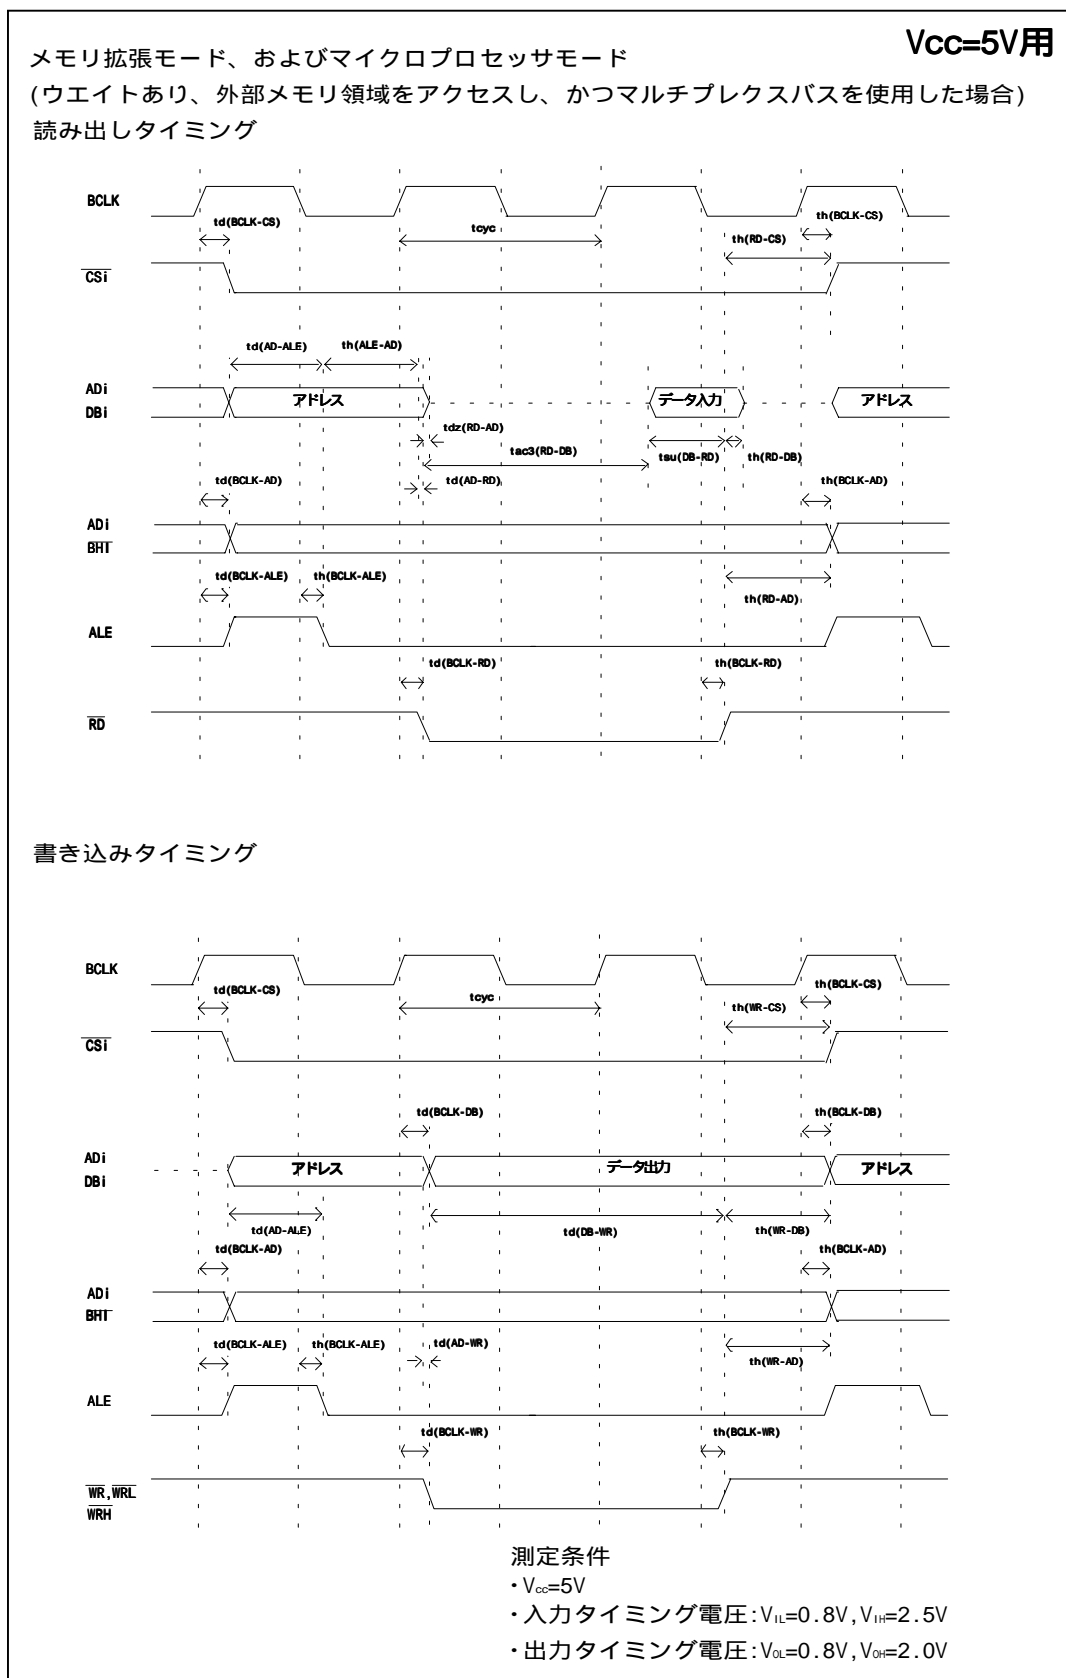 Vcc=5V用
メモリ拡張モード、およびマイクロプロセッサモード
(ウエイトあり、外部メモリ領域をアクセスし、かつマルチプレクスバスを使用した場合)
読み出しタイミング
BCLK
td(BCLK-CS)
tcyc
th(BCLK-CS)
th(RD-CS)
CSi
td(AD-ALE)
th(ALE-AD)
ADi
DBi
アドレス
データ入力
アドレス
tdz(RD-AD)
tac3(RD-DB)
tsu(DB-RD)
th(RD-DB)
td(AD-RD)
td(BCLK-AD)
th(BCLK-AD)
ADi
BHI
td(BCLK-ALE)
th(BCLK-ALE)
th(RD-AD)
ALE
td(BCLK-RD)
th(BCLK-RD)
RD
書き込みタイミング
BCLK
td(BCLK-CS)
tcyc
th(BCLK-CS)
th(WR-CS)
CSi
td(BCLK-DB)
th(BCLK-DB)
ADi
DBi
アドレス
データ出力
アドレス
td(AD-ALE)
td(DB-WR)
th(WR-DB)
td(BCLK-AD)
th(BCLK-AD)
ADi
BHI
td(BCLK-ALE)
th(BCLK-ALE)
td(AD-WR)
th(WR-AD)
ALE
td(BCLK-WR)
th(BCLK-WR)
WR,WRL
WRH
測定条件
・Vcc=5V
・入力タイミング電圧:VIL=0.8V,VIH=2.5V
・出力タイミング電圧:VOL=0.8V,VOH=2.0V